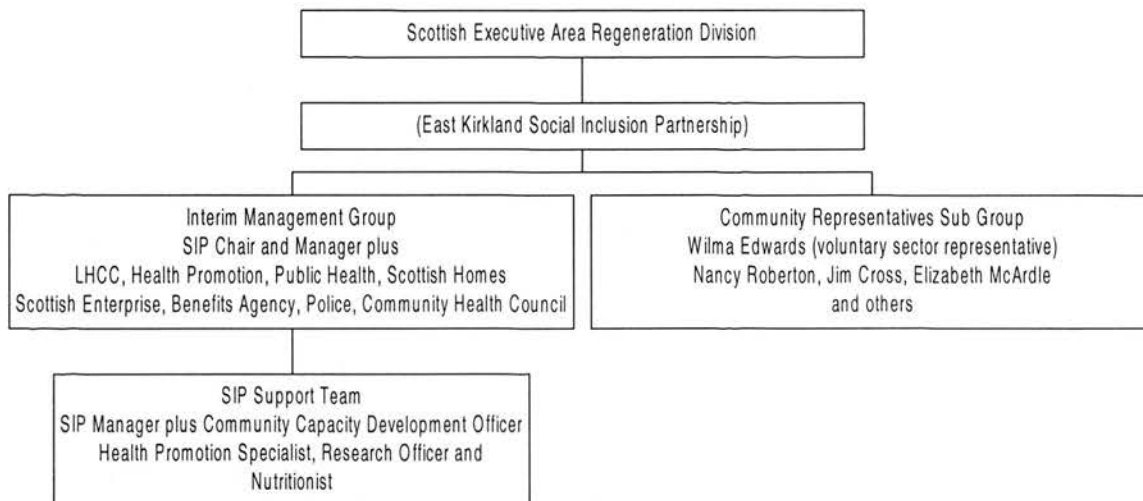 Scottish Executive Area Regeneration Division
(East Kirkland Social Inclusion Partnership)
Interim Management Group
SIP Chair and Manager plus
LHCC, Health Promotion, Public Health, Scottish Homes
Scottish Enterprise, Benefits Agency, Police, Community Health Council
Community Representatives Sub Group
Wilma Edwards (voluntary sector representative)
Nancy Roberton, Jim Cross, Elizabeth McArdle
and others
SIP Support Team
SIP Manager plus Community Capacity Development Officer
Health Promotion Specialist, Research Officer and
Nutritionist